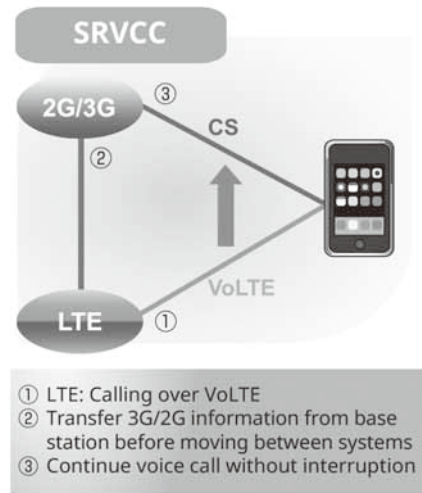 SRVCC
2G/3G
③
CS
②
VoLTE
LTE
①
① LTE: Calling over VoLTE
② Transfer 3G/2G information from base
station before moving between systems
③ Continue voice call without interruption